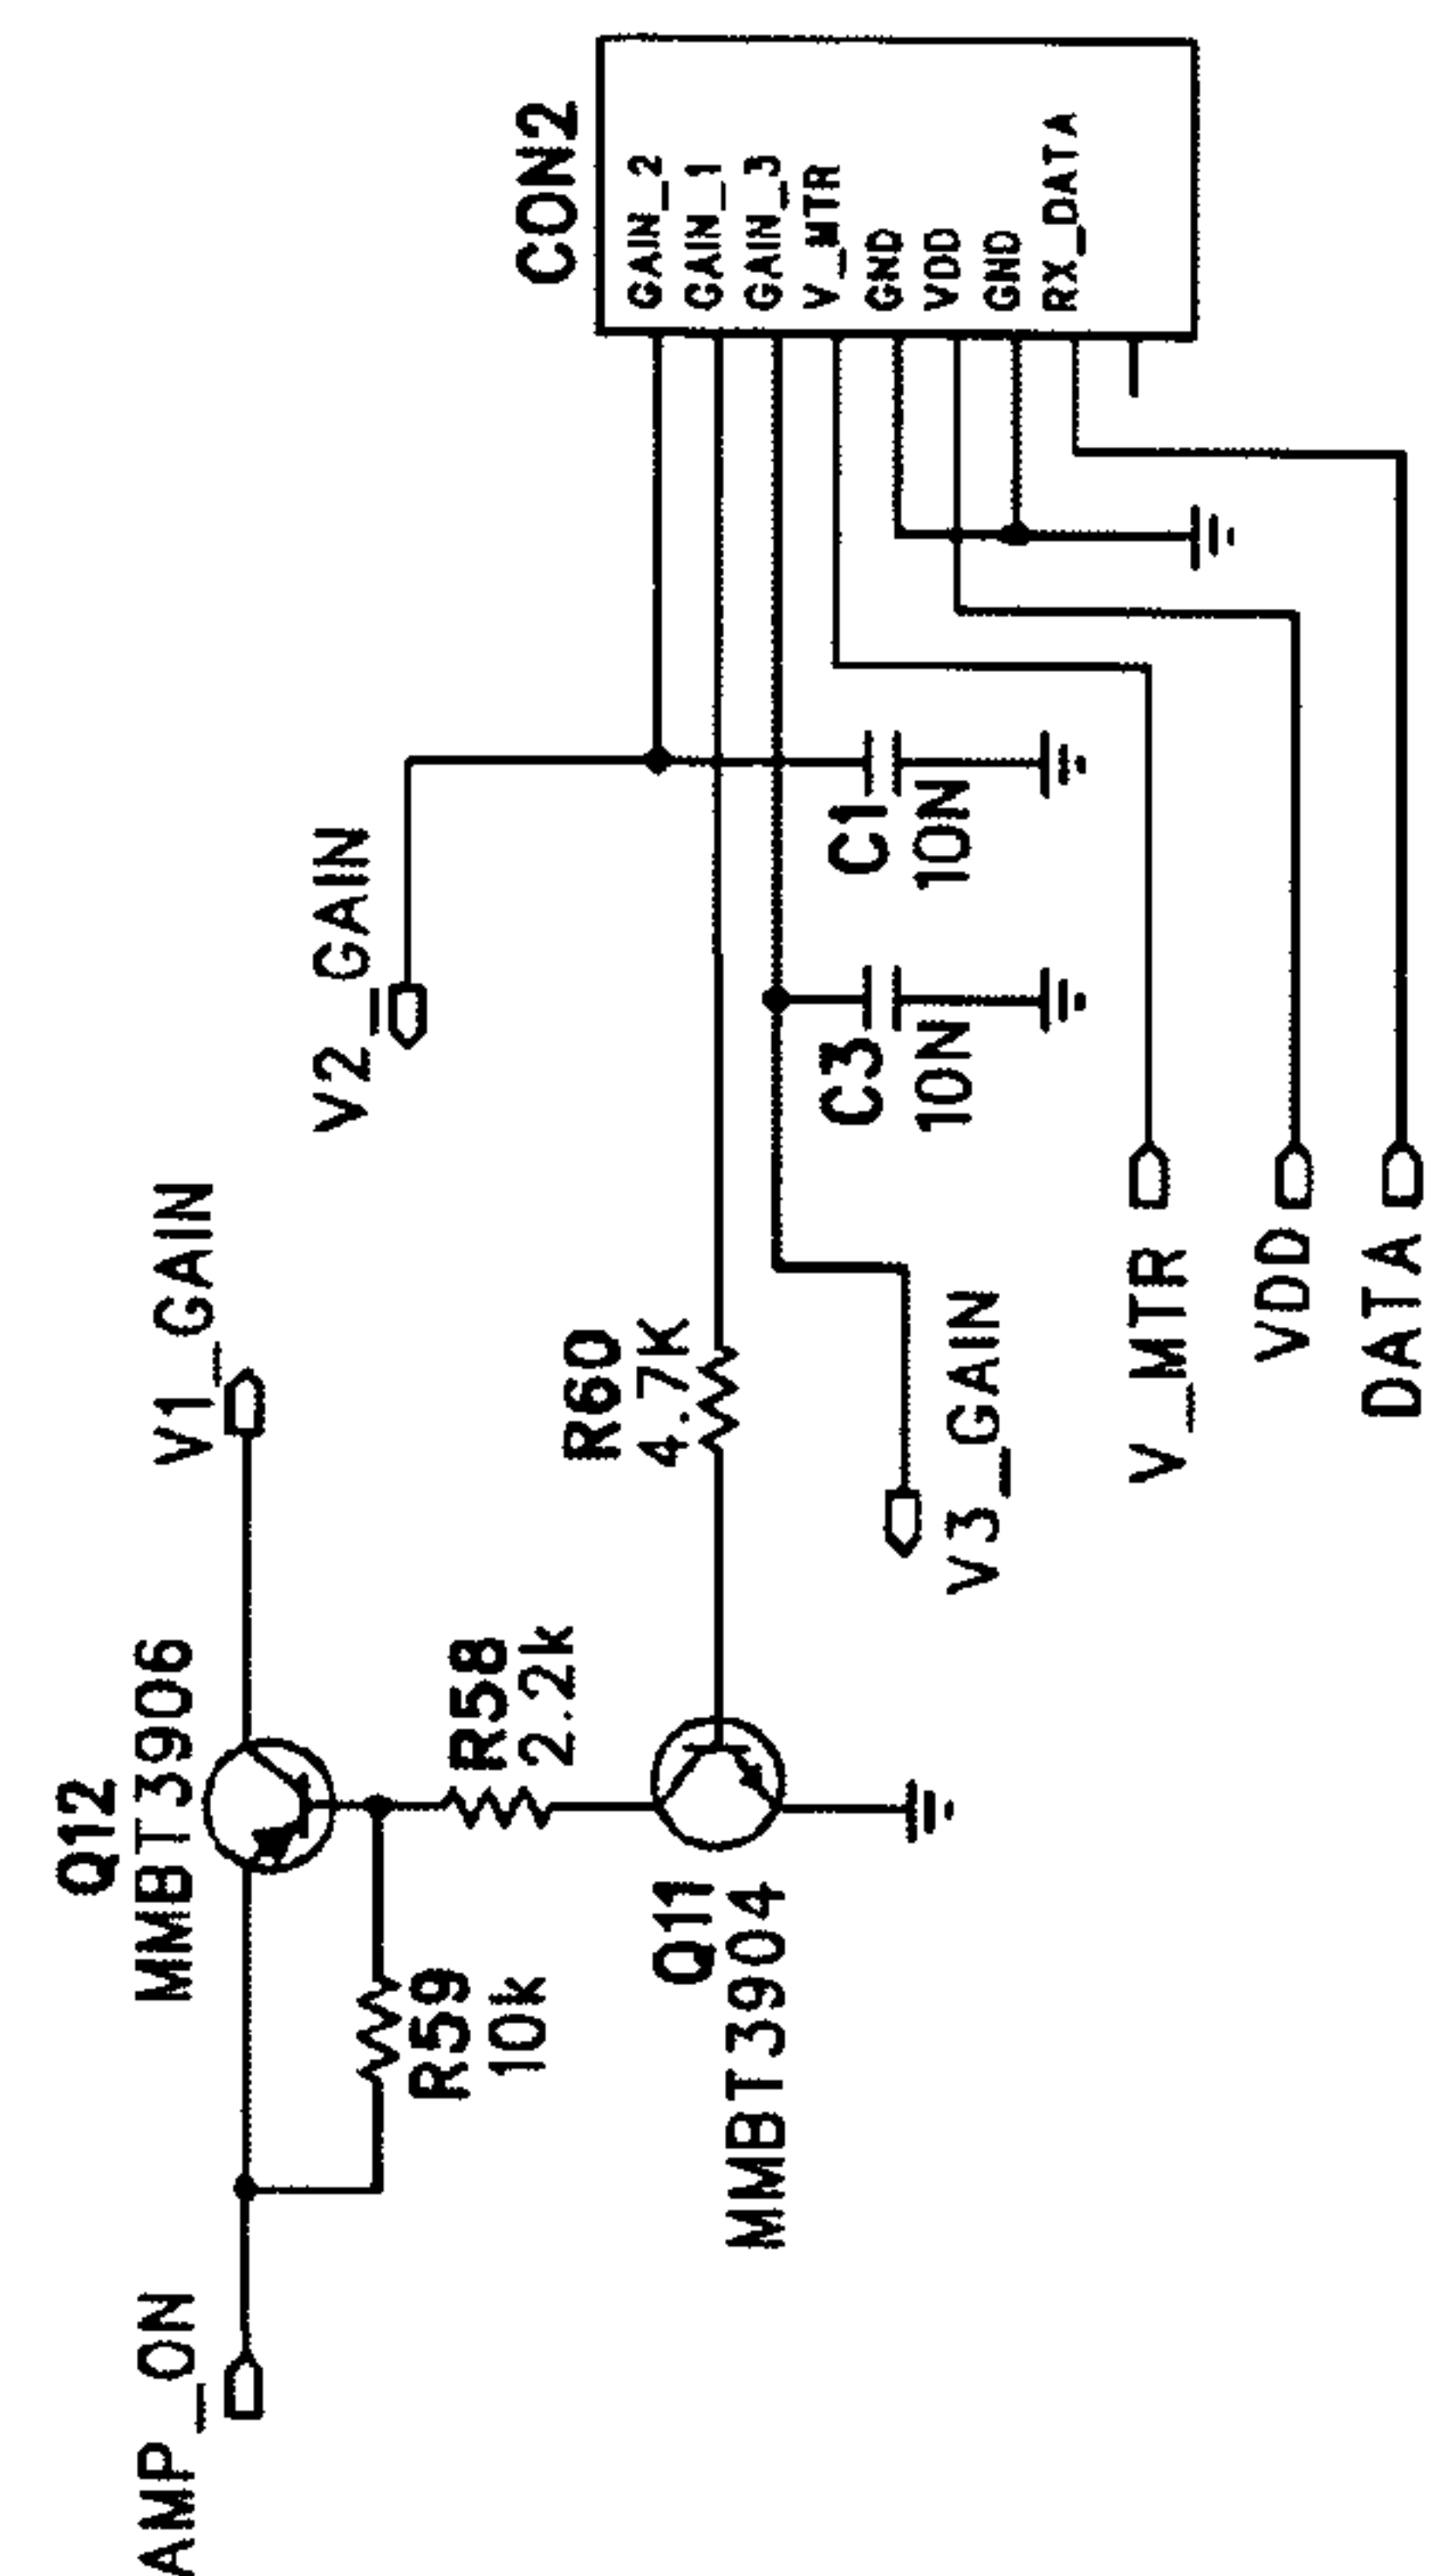 CON2
GAIN_2
GAIN_1
GAIN_3
V_MTR
GND
VDD
GND
RX_DATA
V2_GAIN
C1
10N
C3
10N
V1_GAIN
R60
4.7K
V3_GAIN
V_MTR
VDD
DATA
Q12
MMBT3906
R58
2.2k
R59
10k
Q11
MMBT3904
AMP_ON